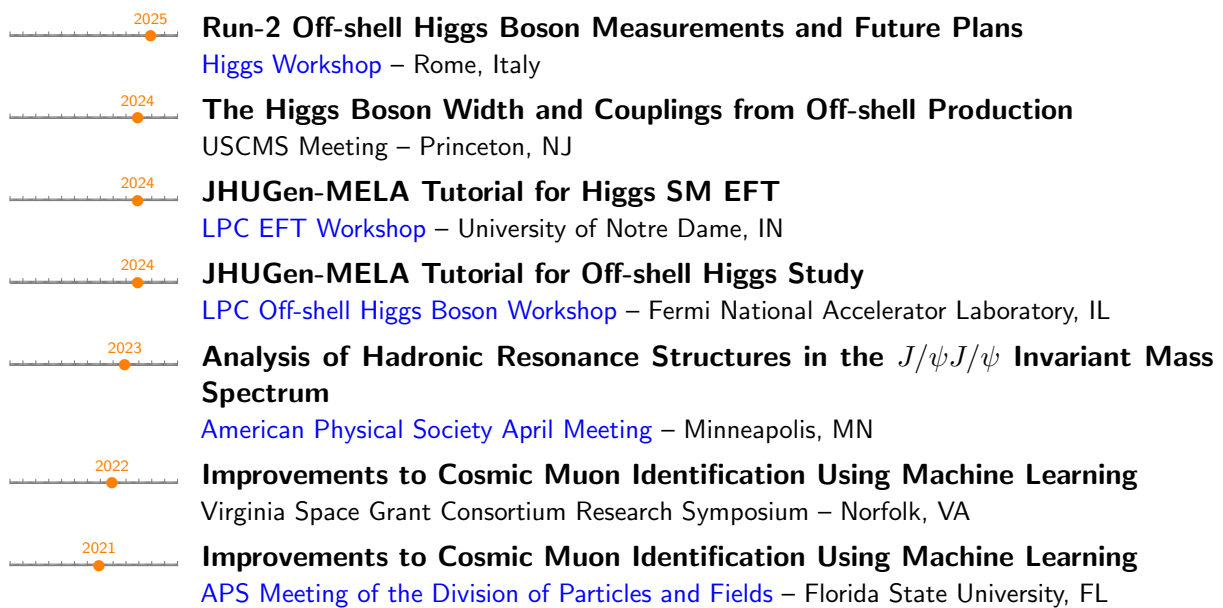 2025
Run-2 Off-shell Higgs Boson Measurements and Future Plans
Higgs Workshop – Rome, Italy
2024
The Higgs Boson Width and Couplings from Off-shell Production
USCMS Meeting – Princeton, NJ
2024
JHUGen-MELA Tutorial for Higgs SM EFT
LPC EFT Workshop – University of Notre Dame, IN
2024
JHUGen-MELA Tutorial for Off-shell Higgs Study
LPC Off-shell Higgs Boson Workshop – Fermi National Accelerator Laboratory, IL
2023
Analysis of Hadronic Resonance Structures in the J/ψJ/ψ Invariant Mass
Spectrum
American Physical Society April Meeting – Minneapolis, MN
2022
Improvements to Cosmic Muon Identification Using Machine Learning
Virginia Space Grant Consortium Research Symposium – Norfolk, VA
2021
Improvements to Cosmic Muon Identification Using Machine Learning
APS Meeting of the Division of Particles and Fields – Florida State University, FL